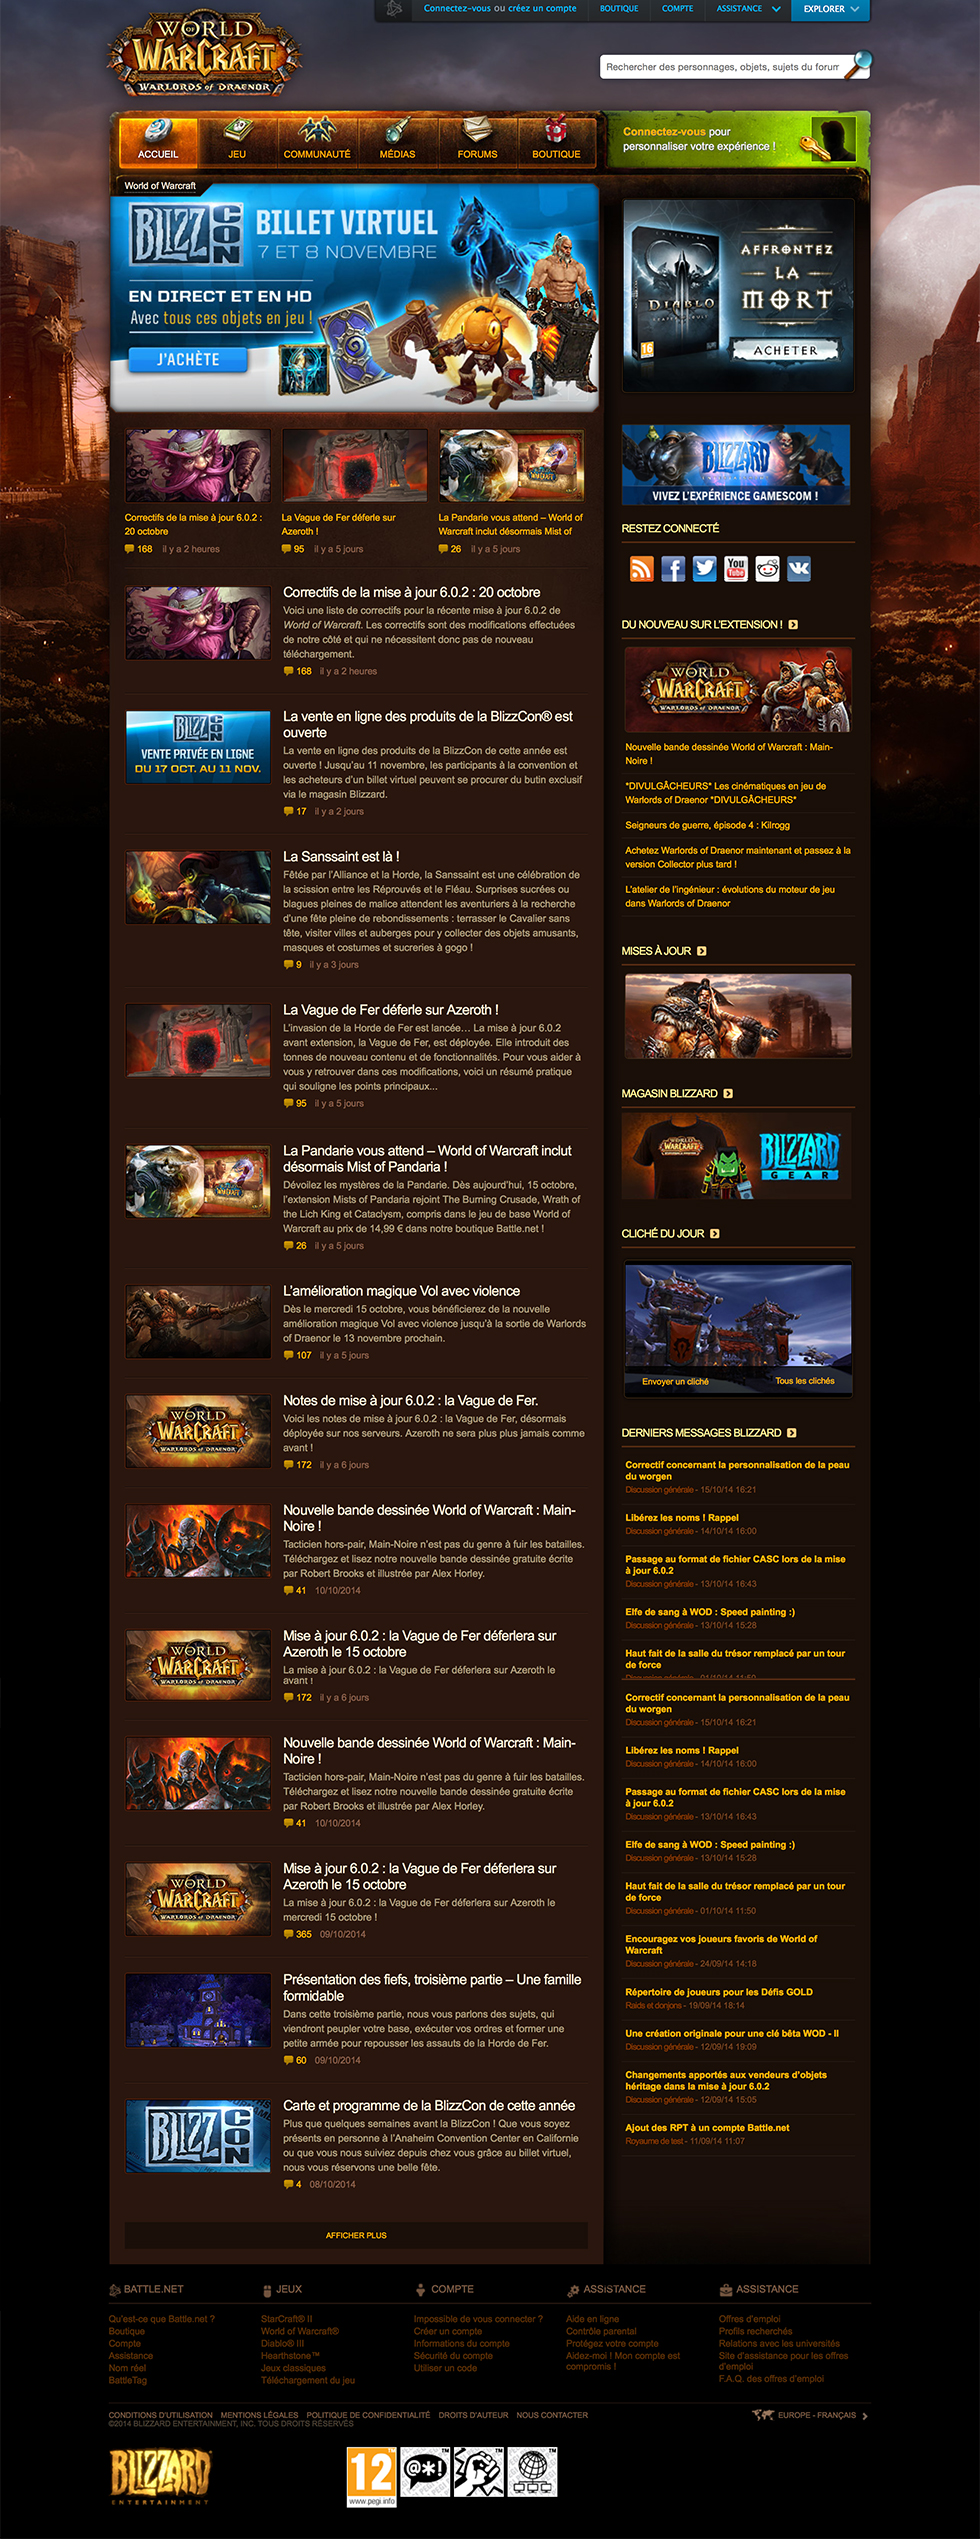 Connectez-vous ou créez un compte
BOUTIQUE
COMPTE
ASSISTANCE
EXPLORER
WORLD
OF
WARCRAFT
WARLORDS OF DRAENOR
Rechercher des personnages, objets, sujets du forum
ACCUEIL
JEU
COMMUNAUTÉ
MÉDIAS
FORUMS
BOUTIQUE
Connectez-vous pour
personnaliser votre expérience !
World of Warcraft
BLIZZCON
BILLET VIRTUEL
7 ET 8 NOVEMBRE
EN DIRECT ET EN HD
Avec tous ces objets en jeu !
J'ACHÈTE
DIABLO
16
AFFRONTEZ
LA
MORT
ACHETER
BLIZZARD
VIVEZ L'EXPÉRIENCE GAMESCOM !
Correctifs de la mise à jour 6.0.2 :
20 octobre
168 il y a 2 heures
La Vague de Fer déferle sur
Azeroth !
95 il y a 5 jours
La Pandarie vous attend – World of
Warcraft inclut désormais Mist of
26 il y a 5 jours
Correctifs de la mise à jour 6.0.2 : 20 octobre
Voici une liste de correctifs pour la récente mise à jour 6.0.2 de
World of Warcraft. Les correctifs sont des modifications effectuées
de notre côté et qui ne nécessitent donc pas de nouveau
téléchargement.
168 il y a 2 heures
BLIZZCON
VENTE PRIVÉE EN LIGNE
DU 17 OCT. AU 11 NOV.
La vente en ligne des produits de la BlizzCon® est
ouverte
La vente en ligne des produits de la BlizzCon de cette année est
ouverte ! Jusqu'au 11 novembre, les participants à la convention et
les acheteurs d'un billet virtuel peuvent se procurer du butin exclusif
via le magasin Blizzard.
17 il y a 2 jours
La Sanssaint est là !
Fêtée par l'Alliance et la Horde, la Sanssaint est une célébration de
la scission entre les Réprouvés et le Fléau. Surprises sucrées ou
blagues pleines de malice attendent les aventuriers à la recherche
d'une fête pleine de rebondissements : terrasser le Cavalier sans
tête, visiter villes et auberges pour y collecter des objets amusants,
masques et costumes et sucreries à gogo !
9 il y a 3 jours
La Vague de Fer déferle sur Azeroth !
L'invasion de la Horde de Fer est lancée… La mise à jour 6.0.2
avant extension, la Vague de Fer, est déployée. Elle introduit des
tonnes de nouveau contenu et de fonctionnalités. Pour vous aider à
vous y retrouver dans ces modifications, voici un résumé pratique
qui souligne les points principaux...
95 il y a 5 jours
La Pandarie vous attend – World of Warcraft inclut
désormais Mist of Pandaria !
Dévoilez les mystères de la Pandarie. Dès aujourd'hui, 15 octobre,
l'extension Mists of Pandaria rejoint The Burning Crusade, Wrath of
the Lich King et Cataclysm, compris dans le jeu de base World of
Warcraft au prix de 14,99 € dans notre boutique Battle.net !
26 il y a 5 jours
L'amélioration magique Vol avec violence
Dès le mercredi 15 octobre, vous bénéficierez de la nouvelle
amélioration magique Vol avec violence jusqu'à la sortie de Warlords
of Draenor le 13 novembre prochain.
107 il y a 5 jours
WORLD
WARCRAFT
WARLORDS OF DRAENOR
Notes de mise à jour 6.0.2 : la Vague de Fer.
Voici les notes de mise à jour 6.0.2 : la Vague de Fer, désormais
déployée sur nos serveurs. Azeroth ne sera plus plus jamais comme
avant !
172 il y a 6 jours
Nouvelle bande dessinée World of Warcraft : Main-
Noire !
Tacticien hors-pair, Main-Noire n'est pas du genre à fuir les batailles.
Téléchargez et lisez notre nouvelle bande dessinée gratuite écrite
par Robert Brooks et illustrée par Alex Horley.
41 10/10/2014
WORLD
WARCRAFT
WARLORDS OF DRAENOR
Mise à jour 6.0.2 : la Vague de Fer déferlera sur
Azeroth le 15 octobre
La mise à jour 6.0.2 : la Vague de Fer déferlera sur Azeroth le
avant !
172 il y a 6 jours
Nouvelle bande dessinée World of Warcraft : Main-
Noire !
Tacticien hors-pair, Main-Noire n'est pas du genre à fuir les batailles.
Téléchargez et lisez notre nouvelle bande dessinée gratuite écrite
par Robert Brooks et illustrée par Alex Horley.
41 10/10/2014
WORLD
WARCRAFT
WARLORDS OF DRAENOR
Mise à jour 6.0.2 : la Vague de Fer déferlera sur
Azeroth le 15 octobre
La mise à jour 6.0.2 : la Vague de Fer déferlera sur Azeroth le
mercredi 15 octobre !
365 09/10/2014
Présentation des fiefs, troisième partie – Une famille
formidable
Dans cette troisième partie, nous vous parlons des sujets, qui
viendront peupler votre base, exécuter vos ordres et former une
petite armée pour repousser les assauts de la Horde de Fer.
60 09/10/2014
BLIZZCON
Carte et programme de la BlizzCon de cette année
Plus que quelques semaines avant la BlizzCon ! Que vous soyez
présents en personne à l'Anaheim Convention Center en Californie
ou que vous nous suiviez depuis chez vous grâce au billet virtuel,
nous vous réservons une belle fête.
4 08/10/2014
AFFICHER PLUS
RESTEZ CONNECTÉ
You
Tube
DU NOUVEAU SUR L'EXTENSION !
WORLD
WARCRAFT
WARLORDS OF DRAENOR
Nouvelle bande dessinée World of Warcraft : Main-
Noire !
*DIVULGÂCHEURS* Les cinématiques en jeu de
Warlords of Draenor *DIVULGÂCHEURS*
Seigneurs de guerre, épisode 4 : Kilrogg
Achetez Warlords of Draenor maintenant et passez à la
version Collector plus tard !
L'atelier de l'ingénieur : évolutions du moteur de jeu
dans Warlords of Draenor
MISES À JOUR
MAGASIN BLIZZARD
WORLD
WARCRAFT
BLIZZARD
GEAR
CLICHÉ DU JOUR
Envoyer un cliché
Tous les clichés
DERNIERS MESSAGES BLIZZARD
Correctif concernant la personnalisation de la peau
du worgen
Discussion générale - 15/10/14 16:21
Libérez les noms ! Rappel
Discussion générale - 14/10/14 16:00
Passage au format de fichier CASC lors de la mise
à jour 6.0.2
Discussion générale - 13/10/14 16:43
Elfe de sang à WOD : Speed painting :)
Discussion générale - 13/10/14 15:28
Haut fait de la salle du trésor remplacé par un tour
de force
Discussion générale - 01/10/14 11:50
Correctif concernant la personnalisation de la peau
du worgen
Discussion générale - 15/10/14 16:21
Libérez les noms ! Rappel
Discussion générale - 14/10/14 16:00
Passage au format de fichier CASC lors de la mise
à jour 6.0.2
Discussion générale - 13/10/14 16:43
Elfe de sang à WOD : Speed painting :)
Discussion générale - 13/10/14 15:28
Haut fait de la salle du trésor remplacé par un tour
de force
Discussion générale - 01/10/14 11:50
Encouragez vos joueurs favoris de World of
Warcraft
Discussion générale - 24/09/14 14:18
Répertoire de joueurs pour les Défis GOLD
Raids et donjons - 19/09/14 18:14
Une création originale pour une clé bêta WOD - II
Discussion générale - 12/09/14 19:09
Changements apportés aux vendeurs d'objets
héritage dans la mise à jour 6.0.2
Discussion générale - 12/09/14 15:05
Ajout des RPT à un compte Battle.net
Royaume de test - 11/09/14 11:07
BATTLE.NET
Qu'est-ce que Battle.net ?
Boutique
Compte
Assistance
Nom réel
BattleTag
JEUX
StarCraft® II
World of Warcraft®
Diablo® III
Hearthstone™
Jeux classiques
Téléchargement du jeu
COMPTE
Impossible de vous connecter ?
Créer un compte
Informations du compte
Sécurité du compte
Utiliser un code
ASSISTANCE
Aide en ligne
Contrôle parental
Protégez votre compte
Aidez-moi ! Mon compte est
compromis !
ASSISTANCE
Offres d'emploi
Profils recherchés
Relations avec les universités
Site d'assistance pour les offres
d'emploi
F.A.Q. des offres d'emploi
CONDITIONS D'UTILISATION MENTIONS LÉGALES POLITIQUE DE CONFIDENTIALITÉ DROITS D'AUTEUR NOUS CONTACTER
©2014 BLIZZARD ENTERTAINMENT, INC. TOUS DROITS RÉSERVÉS
EUROPE - FRANÇAIS
BLIZZARD
ENTERTAINMENT
12
www.pegi.info
@*!